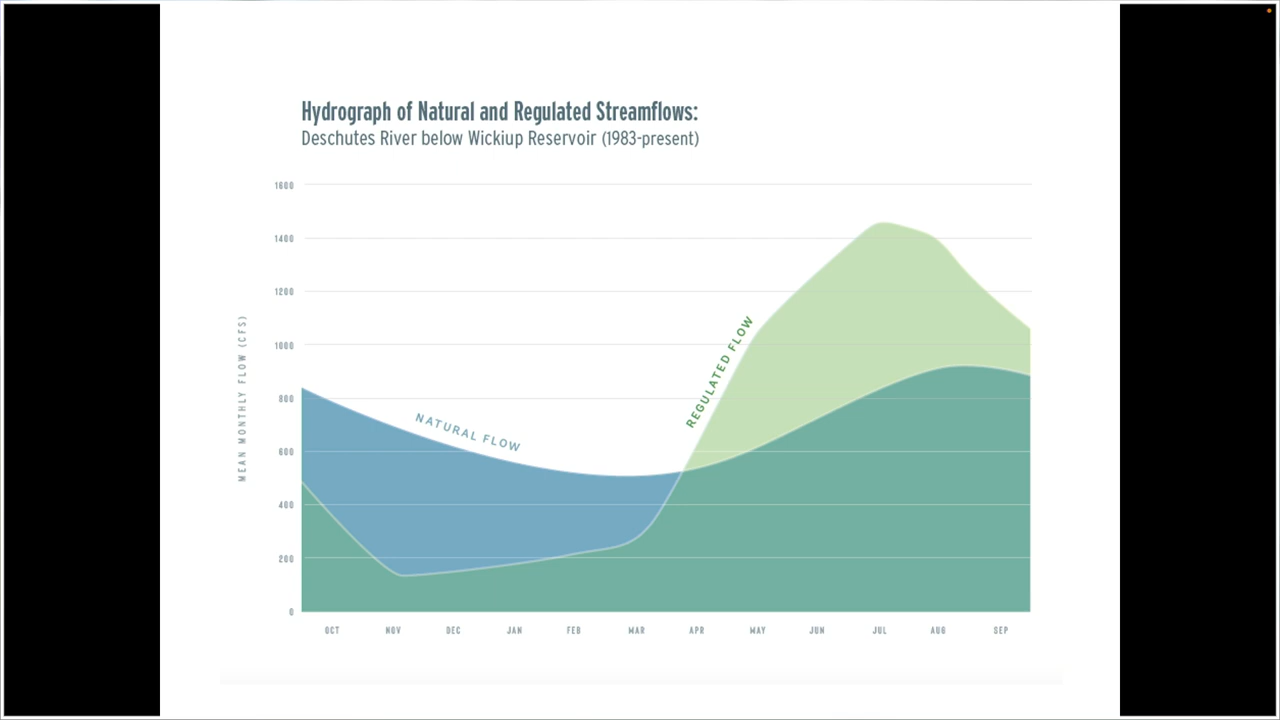 Hydrograph of Natural and Regulated Streamflows:
Deschutes River below Wickiup Reservoir (1983-present)
1600
1400
1200
1000
800
600
400
200
0
MEAN MONTHLY FLOW (CFS)
NATURAL FLOW
REGULATED FLOW
OCT NOV DEC JAN FEB MAR APR MAY JUN JUL AUG SEP